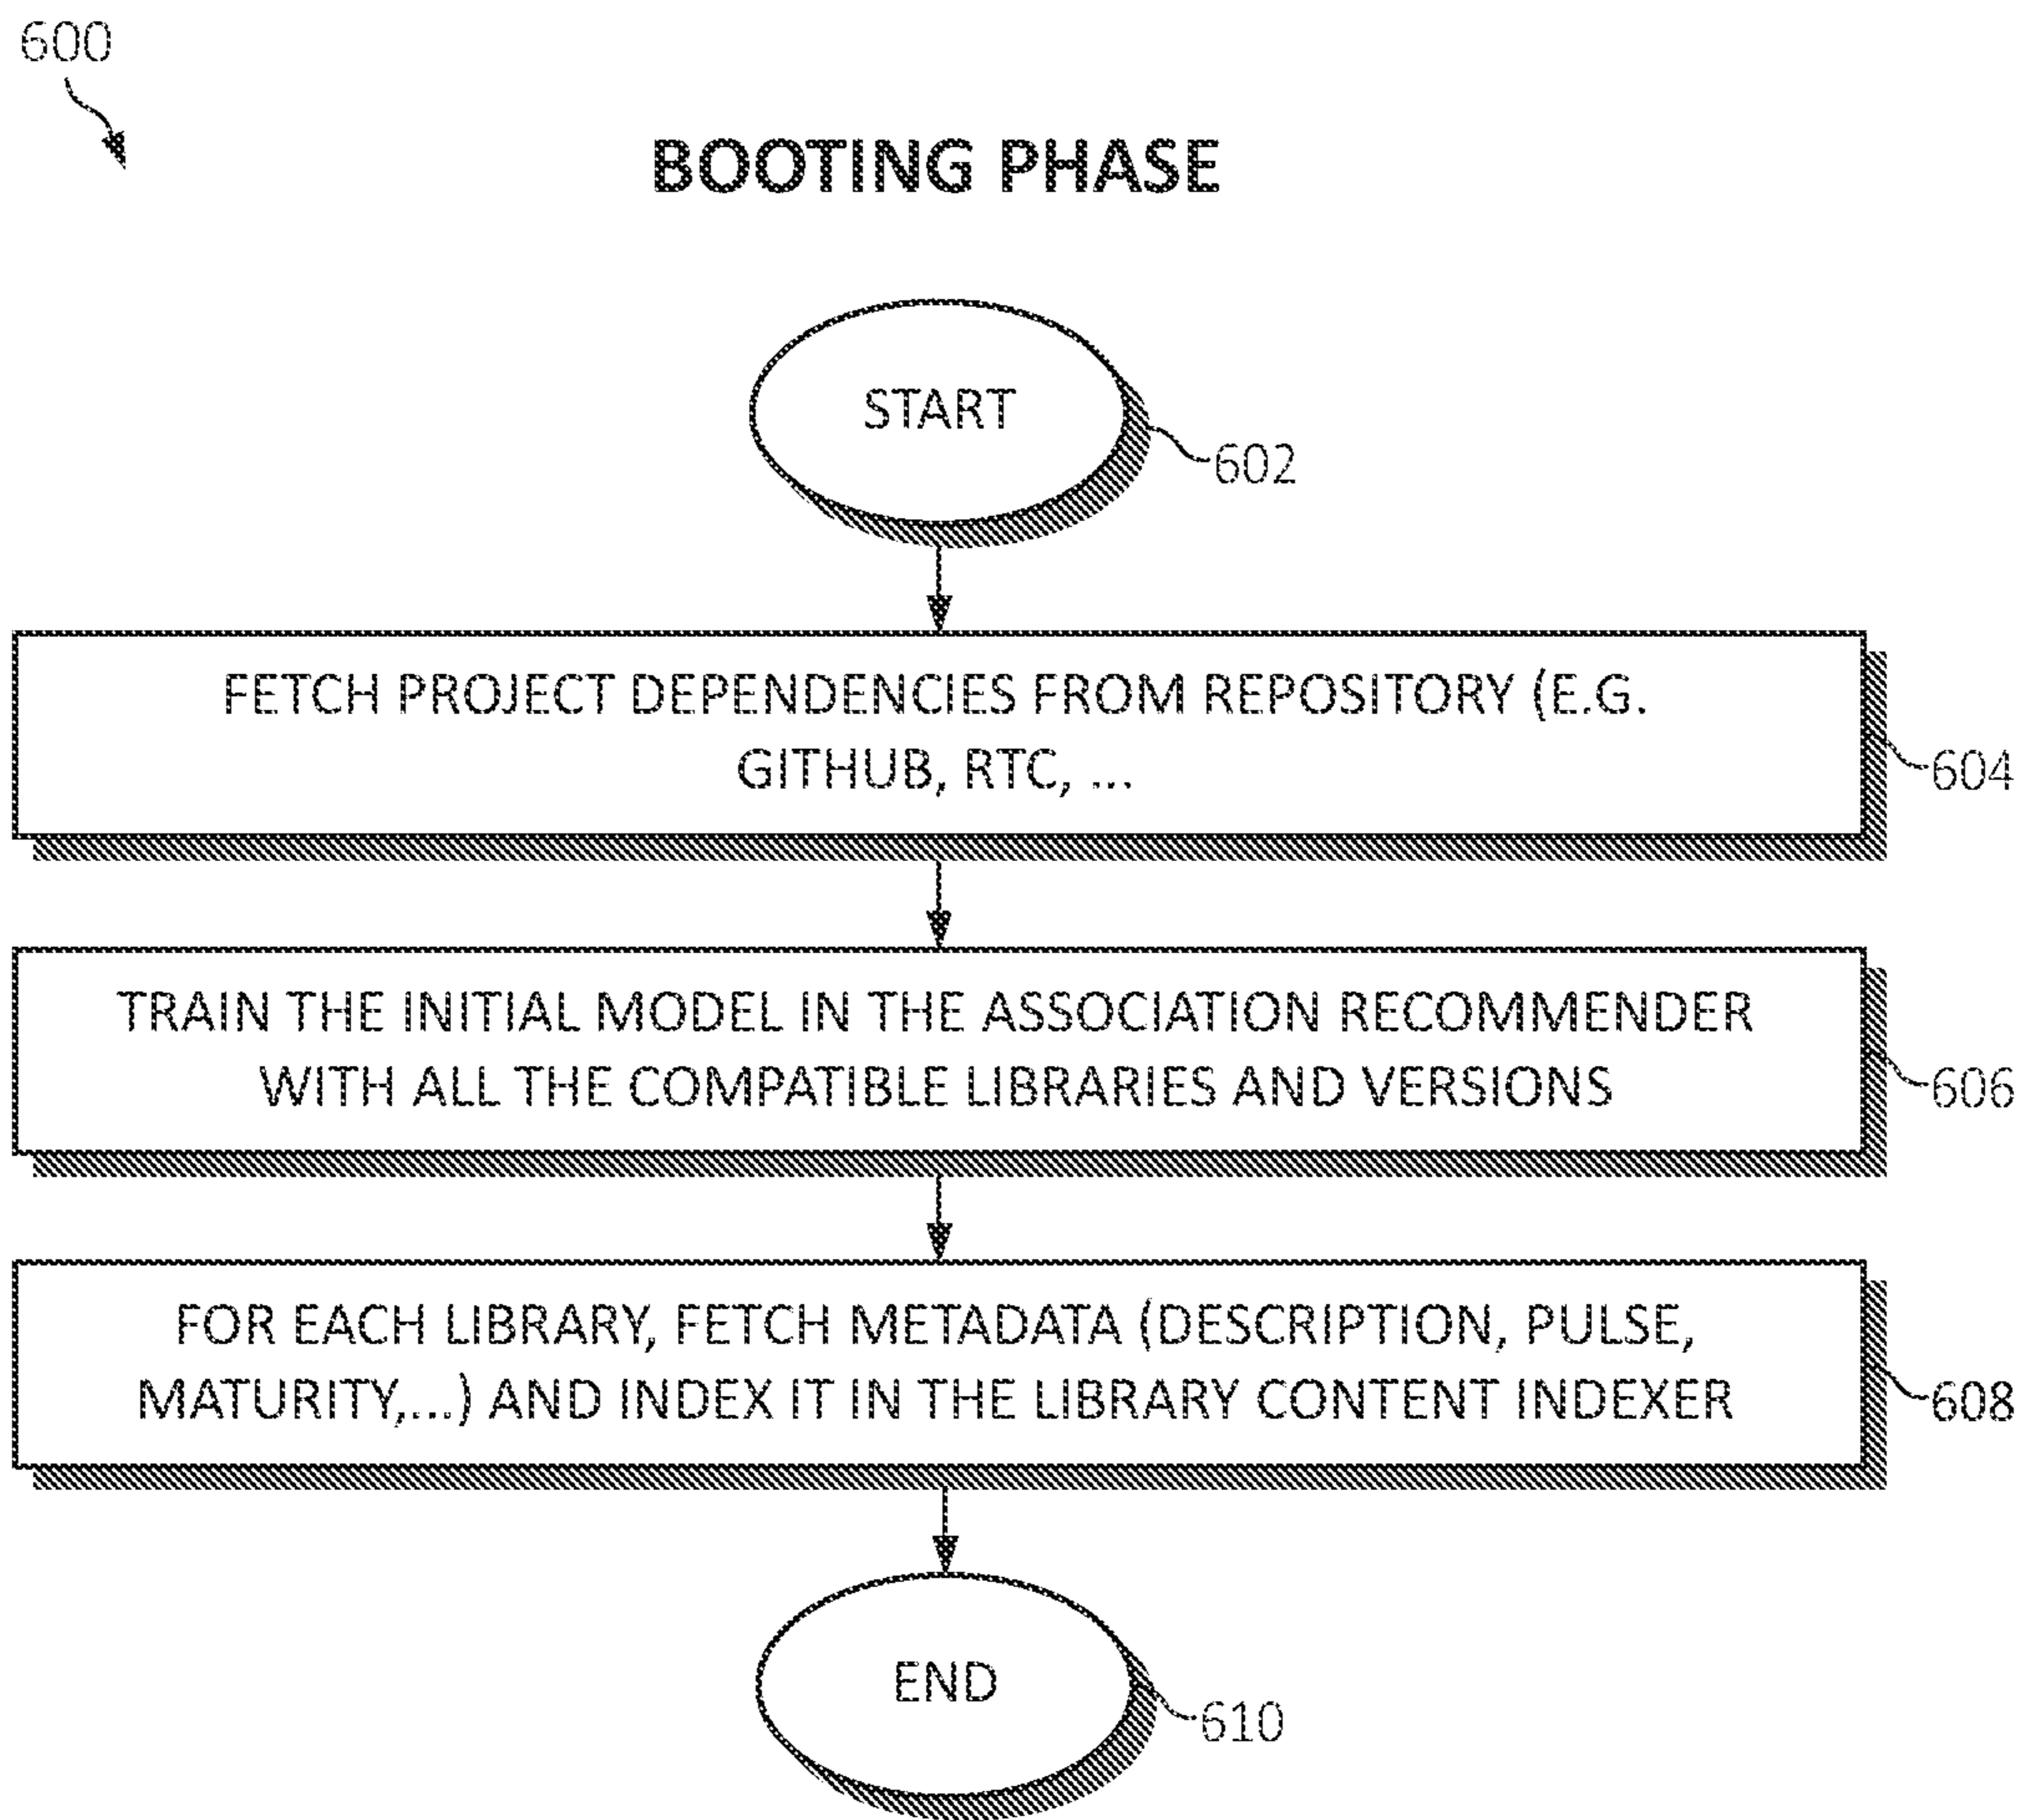 600
BOOTING PHASE
START
602
FETCH PROJECT DEPENDENCIES FROM REPOSITORY (E.G.
GITHUB, RTC, ...
604
TRAIN THE INITIAL MODEL IN THE ASSOCIATION RECOMMENDER
WITH ALL THE COMPATIBLE LIBRARIES AND VERSIONS
606
FOR EACH LIBRARY, FETCH METADATA (DESCRIPTION, PULSE,
MATURITY,...) AND INDEX IT IN THE LIBRARY CONTENT INDEXER
608
END
610